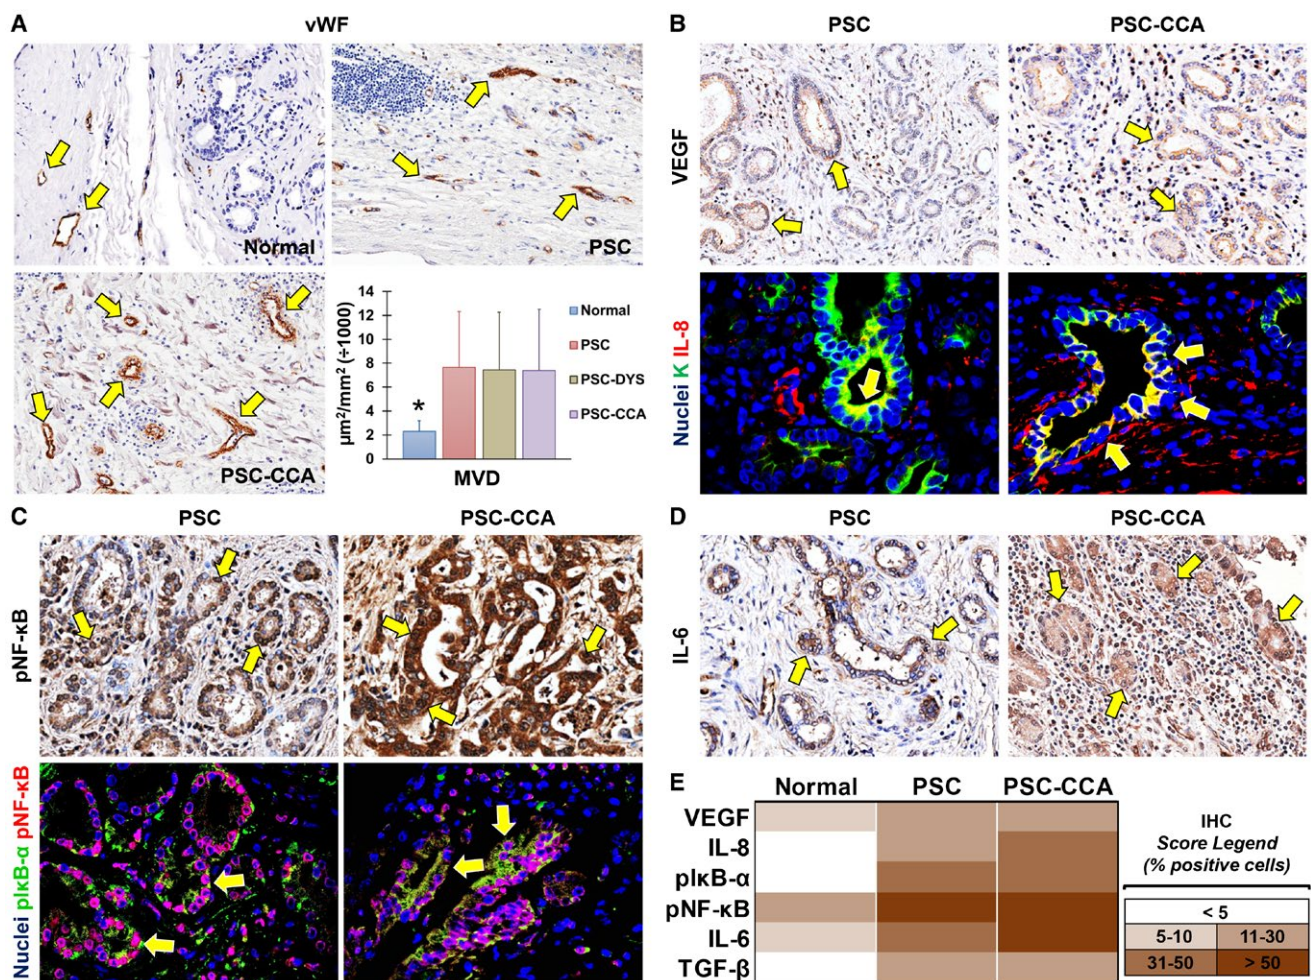 A
vWF
Normal
PSC
PSC-CCA
14
12
10
8
6
4
2
0
µm²/mm² (÷1000)
*
MVD
Normal
PSC
PSC-DYS
PSC-CCA
B
PSC
PSC-CCA
VEGF
Nuclei K IL-8
C
PSC
PSC-CCA
pNF-κB
Nuclei pIκB-α pNF-κB
D
PSC
PSC-CCA
IL-6
E
Normal
PSC
PSC-CCA
VEGF
IL-8
pIκB-α
pNF-κB
IL-6
TGF-β
IHC
Score Legend
(% positive cells)
< 5
5-10
11-30
31-50
> 50